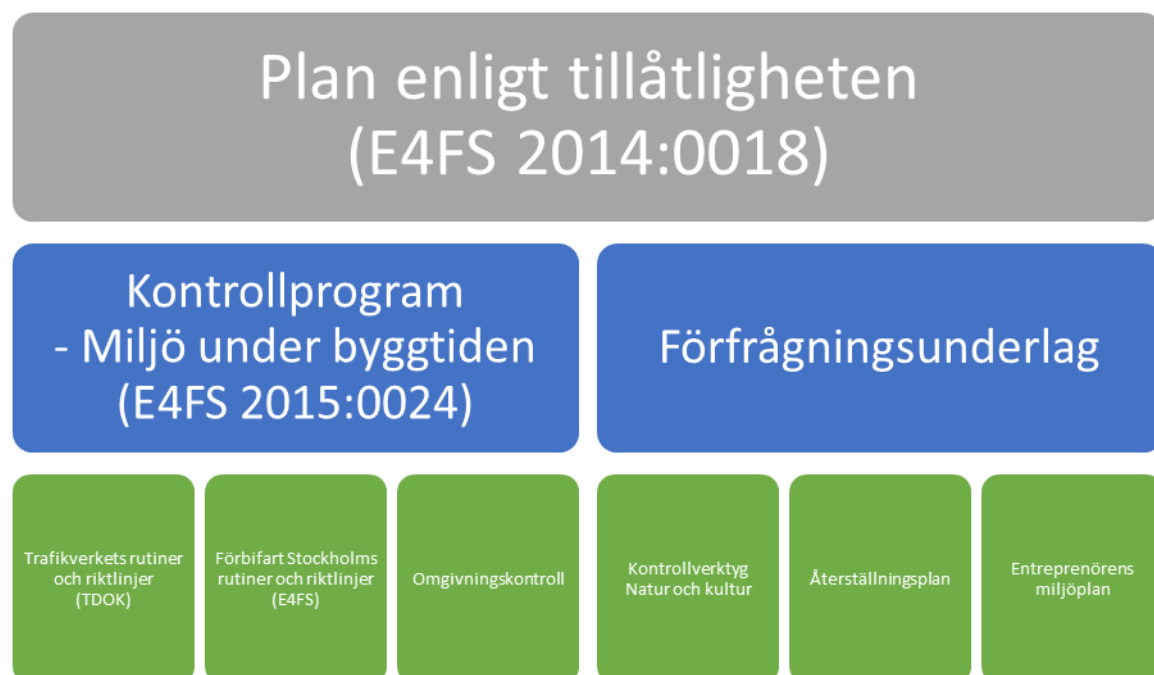 Plan enligt tillåtligheten
(E4FS 2014:0018)
Kontrollprogram
- Miljö under byggtiden
(E4FS 2015:0024)
Förfrågningsunderlag
Trafikverkets rutiner
och riktlinjer
(TDOK)
Förbifart Stockholms
rutiner och riktlinjer
(E4FS)
Omgivningskontroll
Kontrollverktyg
Natur och kultur
Återställningsplan
Entreprenörens
miljöplan